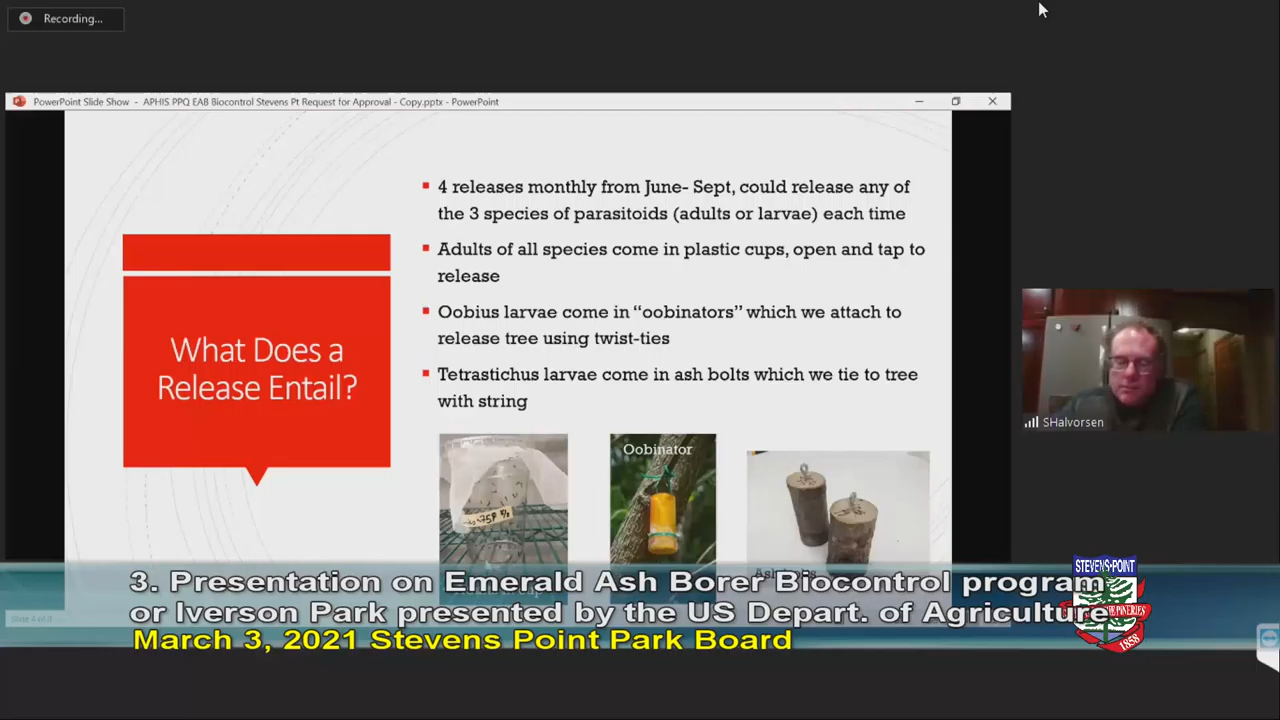 Recording...
PowerPoint Slide Show - APHIS PPQ EAB Biocontrol Stevens Pt Request for Approval - Copy.pptx - PowerPoint
What Does a
Release Entail?
4 releases monthly from June- Sept, could release any of
the 3 species of parasitoids (adults or larvae) each time
Adults of all species come in plastic cups, open and tap to
release
Oobius larvae come in “oobinators” which we attach to
release tree using twist-ties
Tetrastichus larvae come in ash bolts which we tie to tree
with string
Oobinator
SHalvorsen
3. Presentation on Emerald Ash Borer Biocontrol program
or Iverson Park presented by the US Depart. of Agriculture
March 3, 2021 Stevens Point Park Board
STEVENS·POINT
PINERIES
1858